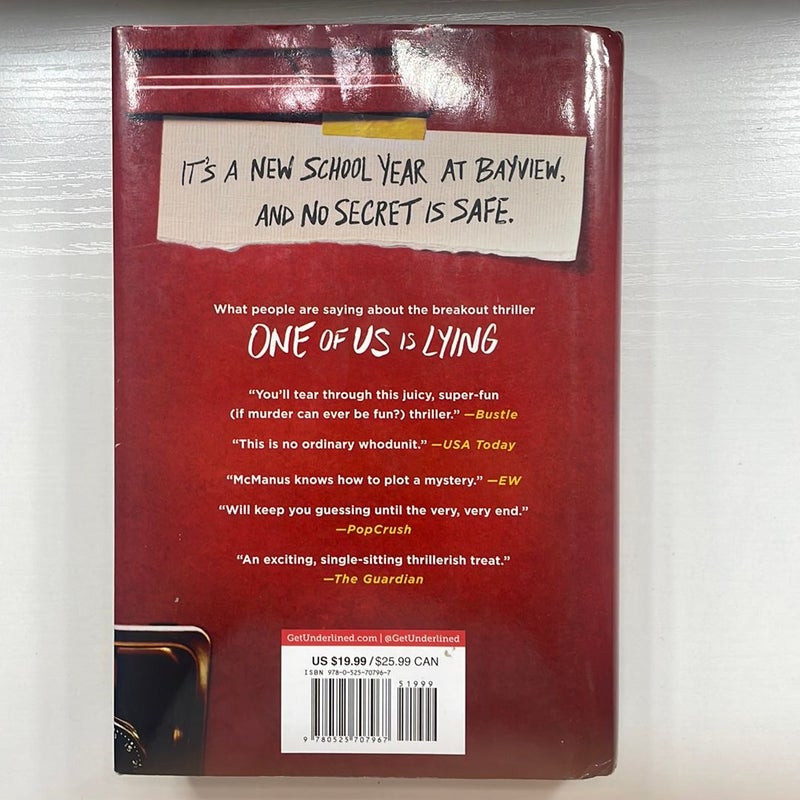 IT'S A NEW SCHOOL YEAR AT BAYVIEW,
AND NO SECRET IS SAFE.
What people are saying about the breakout thriller
ONE OF US IS LYING
“You'll tear through this juicy, super-fun
(if murder can ever be fun?) thriller.” —Bustle
“This is no ordinary whodunit.” —USA Today
“McManus knows how to plot a mystery.” —EW
“Will keep you guessing until the very, very end.”
—PopCrush
“An exciting, single-sitting thrillerish treat.”
—The Guardian
GetUnderlined.com | @GetUnderlined
US $19.99 / $25.99 CAN
ISBN 978-0-525-70796-7
51999
9 780525 707967